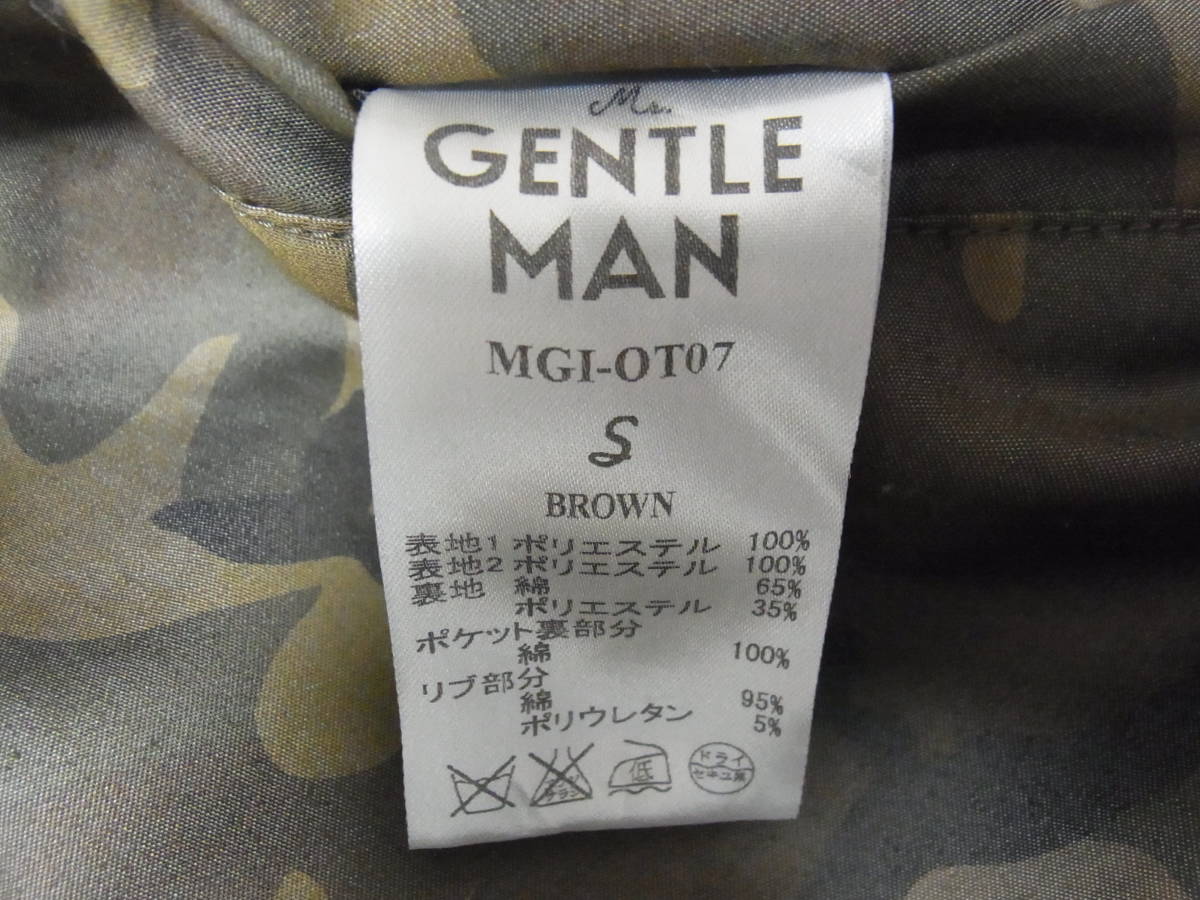 Mr.
GENTLE
MAN
MGI-OT07
S
BROWN
表地1 ポリエステル 100%
表地2 ポリエステル 100%
裏地 綿 65%
ポリエステル 35%
ポケット裏部分
綿 100%
リブ部分
綿 95%
ポリウレタン 5%
低
ドライ
セキユ系